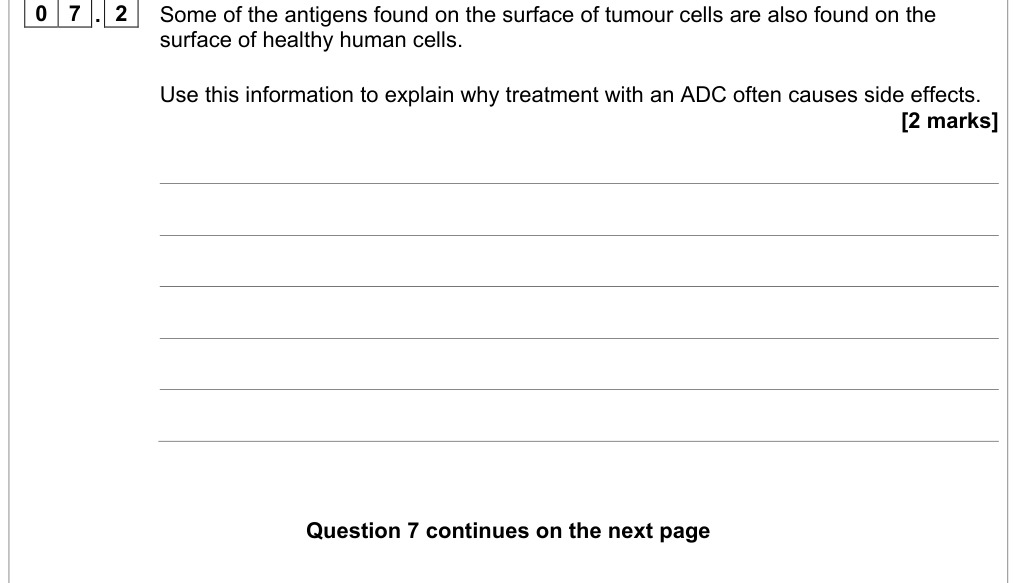 0 7 . 2 Some of the antigens found on the surface of tumour cells are also found on the
surface of healthy human cells.
Use this information to explain why treatment with an ADC often causes side effects.
[2 marks]
Question 7 continues on the next page